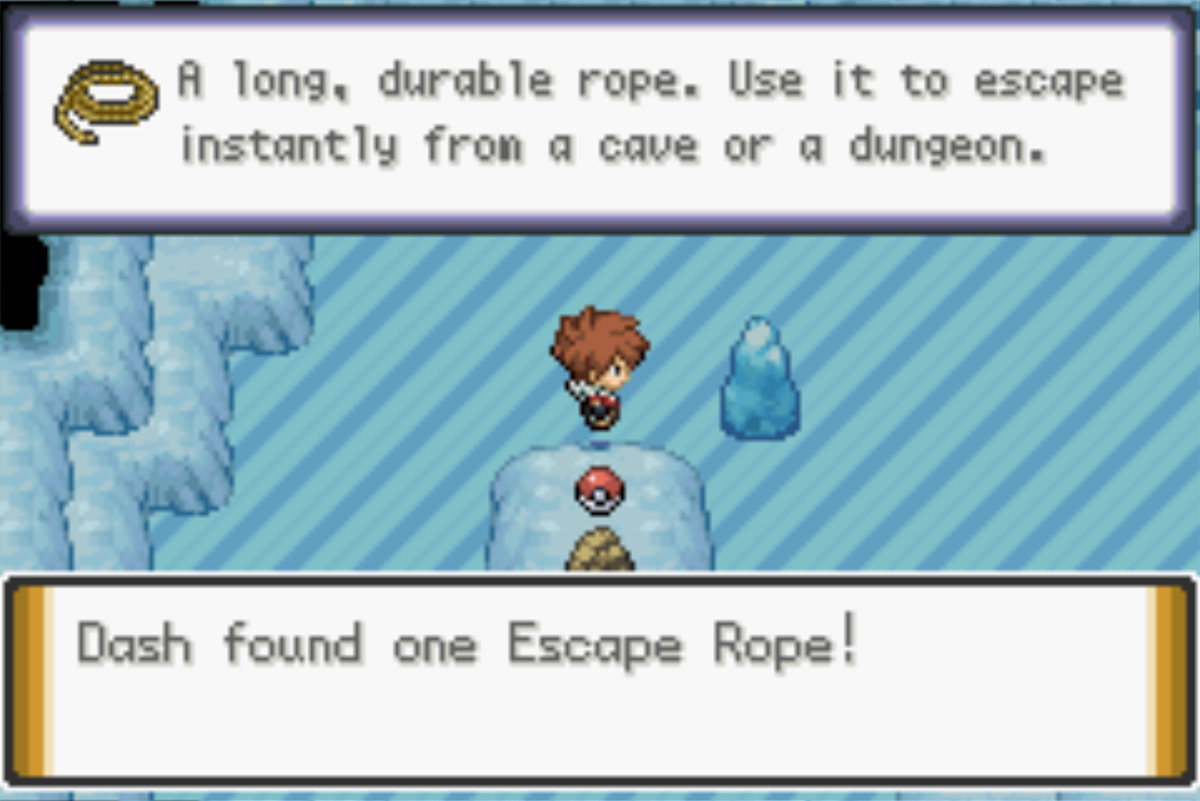 A long, durable rope. Use it to escape
instantly from a cave or a dungeon.
Dash found one Escape Rope!